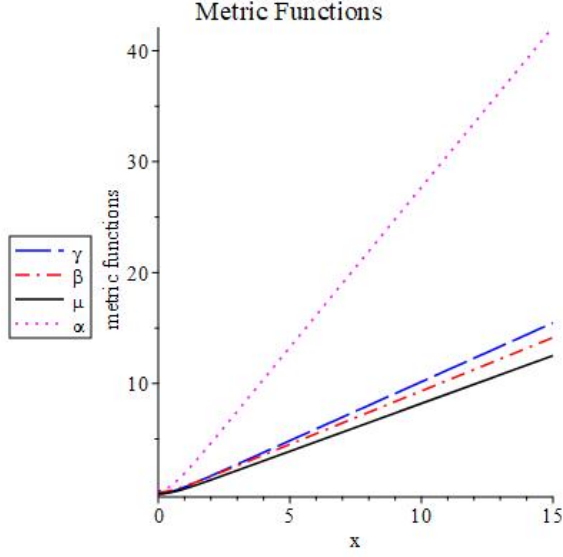 Metric Functions
40
30
20
10
metric functions
γ
β
μ
α
0
5
10
15
x